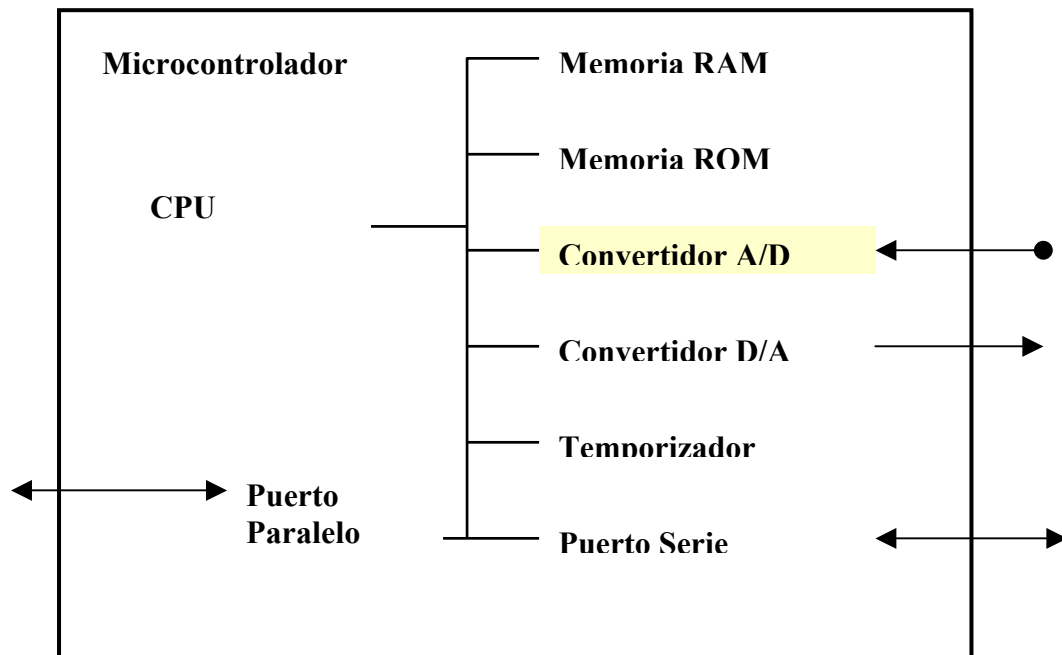 Microcontrolador
Memoria RAM
Memoria ROM
CPU
Convertidor A/D
Convertidor D/A
Temporizador
Puerto
Paralelo
Puerto Serie